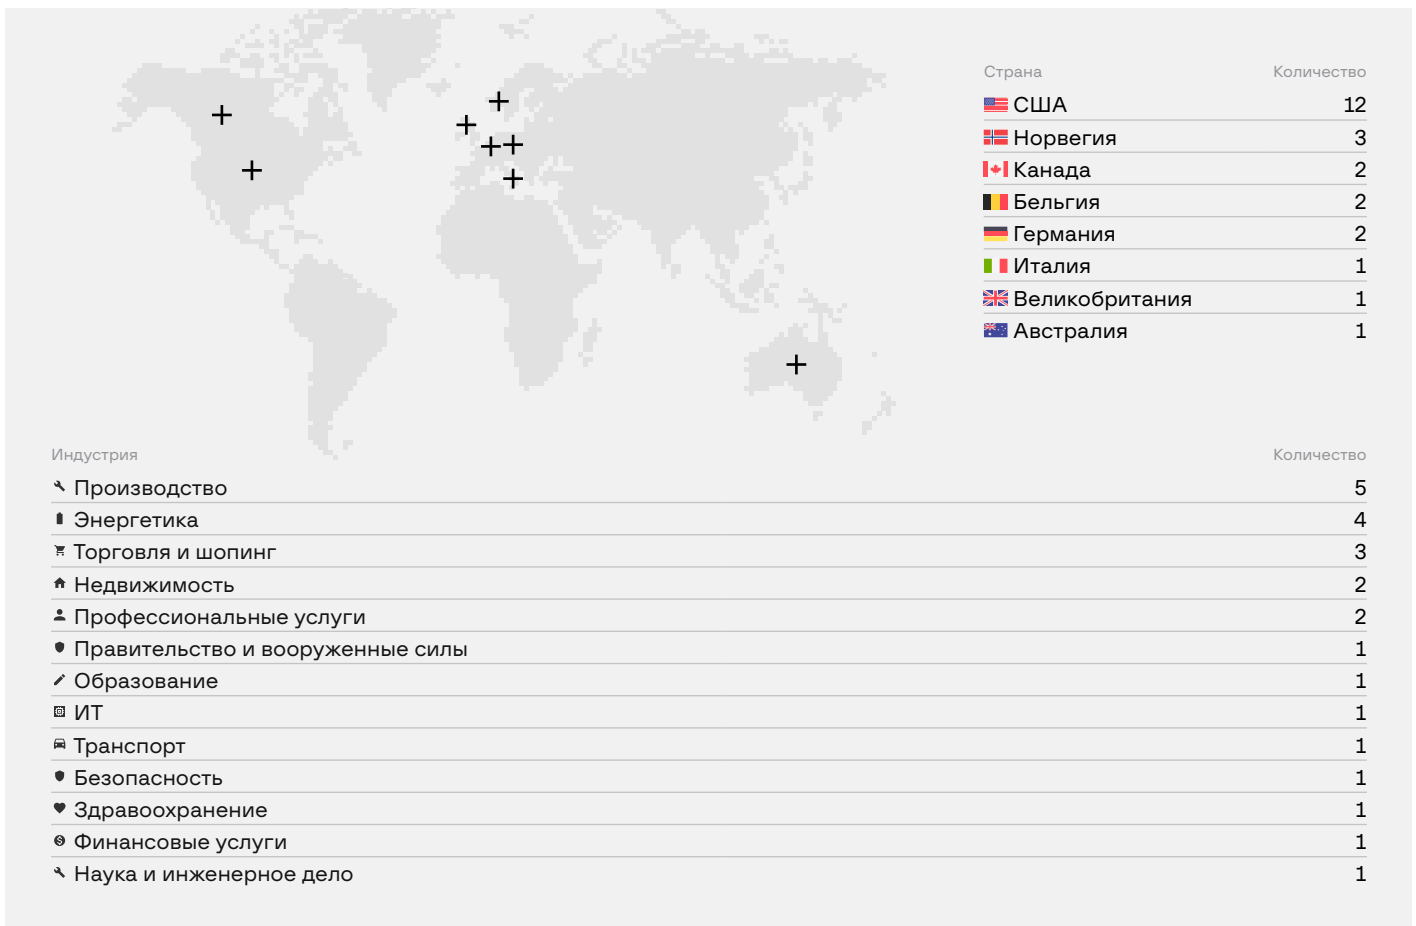 Страна Количество
США 12
Норвегия 3
Канада 2
Бельгия 2
Германия 2
Италия 1
Великобритания 1
Австралия 1
Индустрия Количество
Производство 5
Энергетика 4
Торговля и шопинг 3
Недвижимость 2
Профессиональные услуги 2
Правительство и вооруженные силы 1
Образование 1
ИТ 1
Транспорт 1
Безопасность 1
Здравоохранение 1
Финансовые услуги 1
Наука и инженерное дело 1